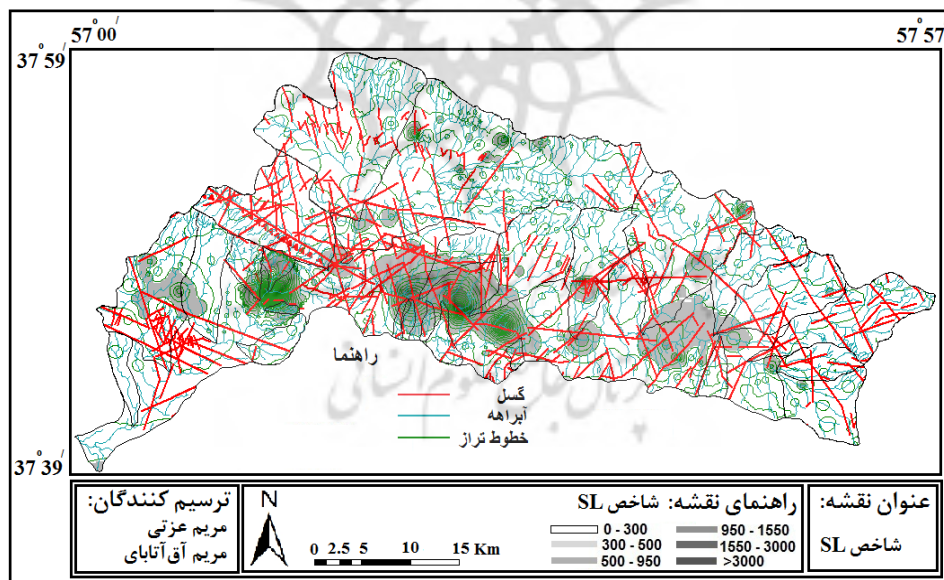 57° 00′
57° 57′
37° 59′
37° 39′
راهنما
گسل
آبراهه
خطوط تراز
عنوان نقشه:
شاخص SL
راهنمای نقشه: شاخص SL
0 - 300
300 - 500
500 - 950
950 - 1550
1550 - 3000
>3000
N
0 2.5 5 10 15 Km
ترسیم کنندگان:
مریم عزتی
مریم آق‌آتابای